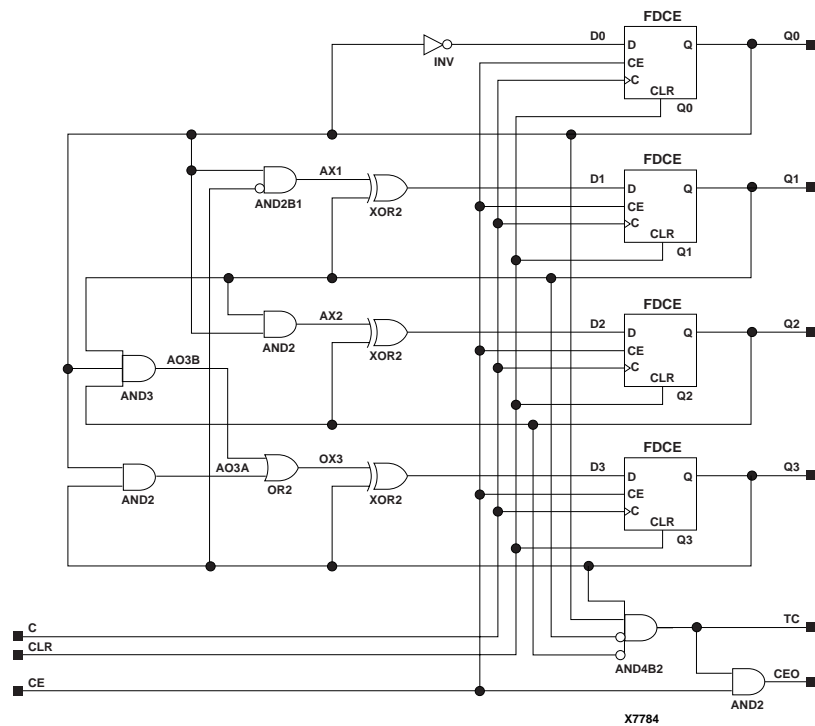 FDCE
D0
D
Q
Q0
CE
C
INV
CLR
Q0
FDCE
AX1
D1
D
Q
Q1
CE
AND2B1
XOR2
C
CLR
Q1
FDCE
AX2
D2
D
Q
Q2
CE
AND2
XOR2
AO3B
C
CLR
AND3
Q2
FDCE
OX3
D3
D
Q
Q3
AO3A
CE
AND2
OR2
XOR2
C
CLR
Q3
C
TC
CLR
AND4B2
CEO
CE
AND2
X7784